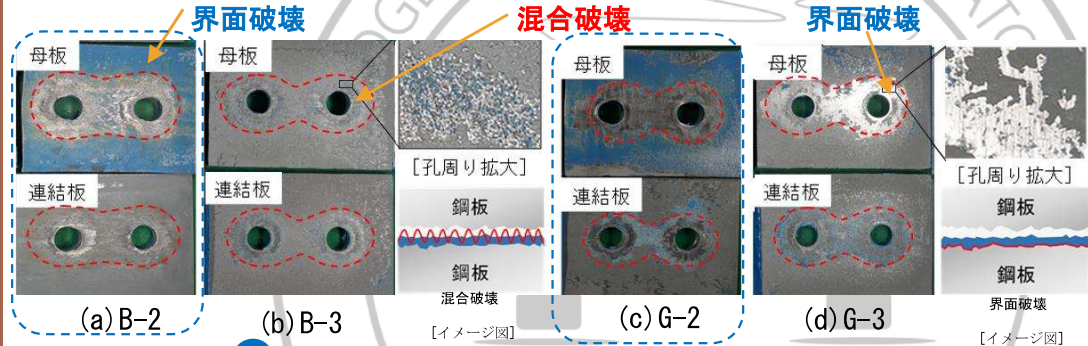 界面破壊
混合破壊
界面破壊
母板
連結板
(a)B-2
母板
連結板
(b)B-3
[孔周り拡大]
鋼板
鋼板
混合破壊
[イメージ図]
母板
連結板
(c)G-2
母板
連結板
(d)G-3
[孔周り拡大]
鋼板
鋼板
界面破壊
[イメージ図]